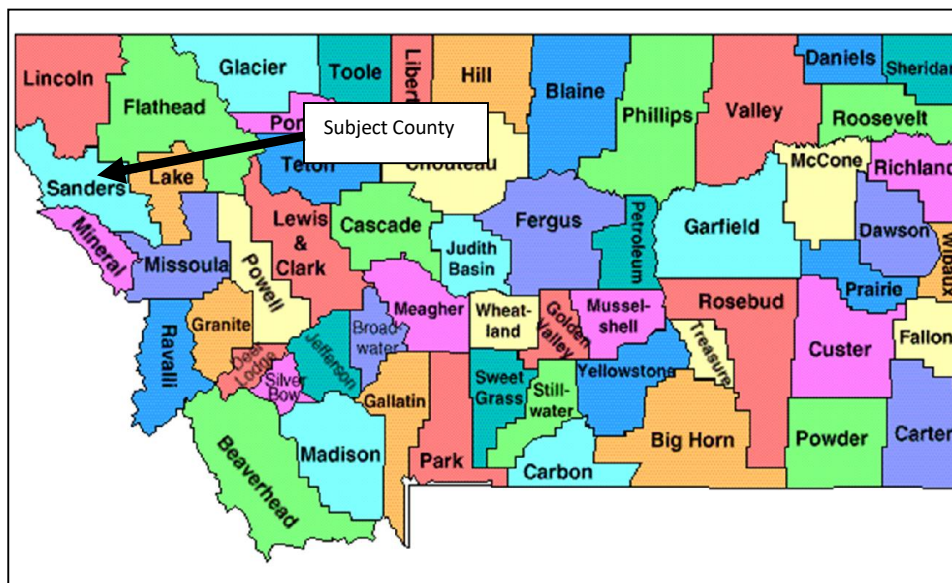 Lincoln
Flathead
Glacier
Toole
Libert
Hill
Blaine
Phillips
Valley
Daniels
Sheridan
Roosevelt
Pon
Subject County
Sanders
Lake
Teton
Chouteau
McCone
Richland
Mineral
Missoula
Powell
Lewis
&
Clark
Cascade
Judith
Basin
Fergus
Petroleum
Garfield
Dawson
Wibaux
Prairie
Ravalli
Granite
Deer
Lodge
Silver
Bow
Jefferson
Broad-
water
Meagher
Wheat-
land
Golden
Valley
Mussel-
shell
Rosebud
Treasure
Custer
Fallon
Beaverhead
Madison
Gallatin
Park
Sweet
Grass
Still-
water
Yellowstone
Carbon
Big Horn
Powder
Carter